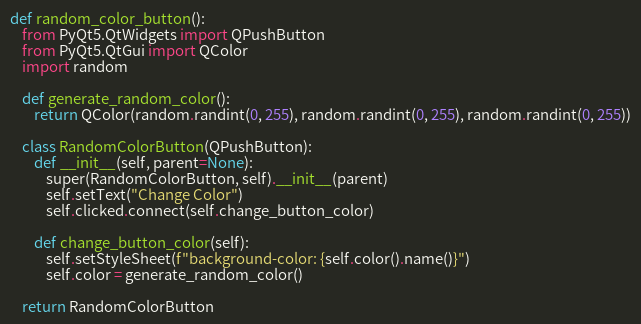 def random_color_button():
    from PyQt5.QtWidgets import QPushButton
    from PyQt5.QtGui import QColor
    import random

    def generate_random_color():
        return QColor(random.randint(0, 255), random.randint(0, 255), random.randint(0, 255))

    class RandomColorButton(QPushButton):
        def __init__(self, parent=None):
            super(RandomColorButton, self).__init__(parent)
            self.setText("Change Color")
            self.clicked.connect(self.change_button_color)

        def change_button_color(self):
            self.setStyleSheet(f"background-color: {self.color().name()}")
            self.color = generate_random_color()

    return RandomColorButton